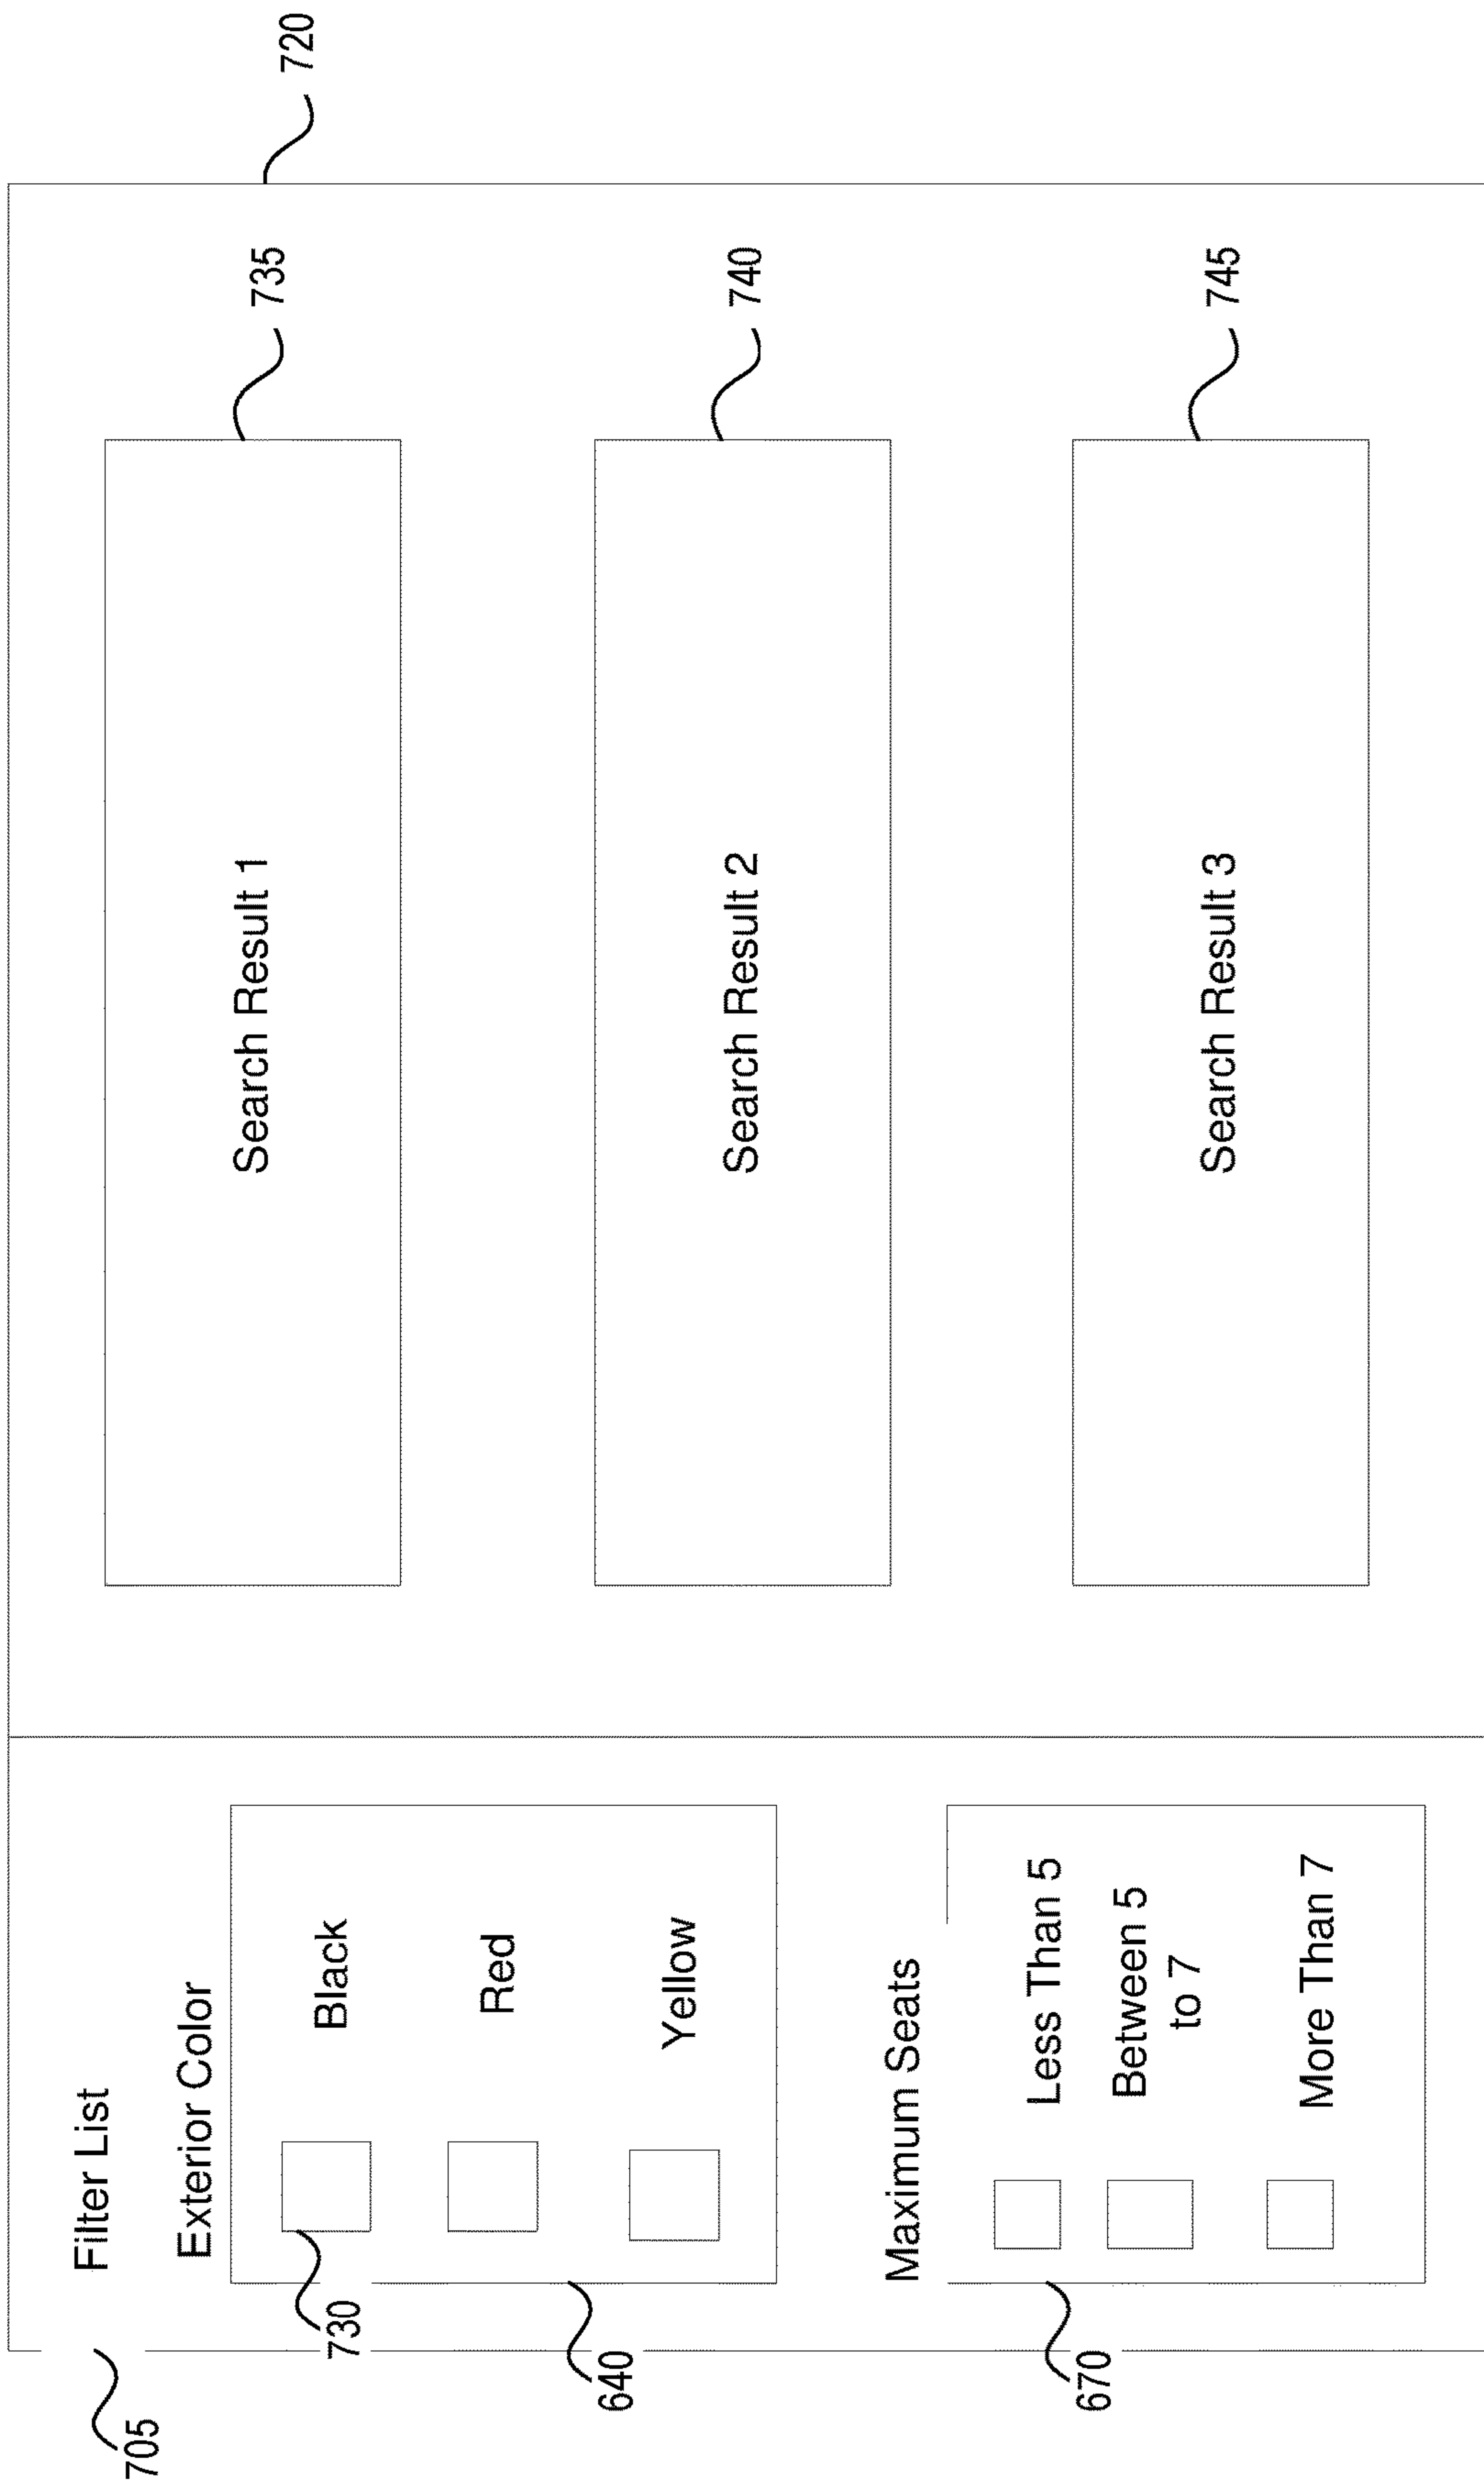 705
Filter List
Exterior Color
730
Black
Red
640
Yellow
Maximum Seats
670
Less Than 5
Between 5
to 7
More Than 7
720
Search Result 1
735
Search Result 2
740
Search Result 3
745